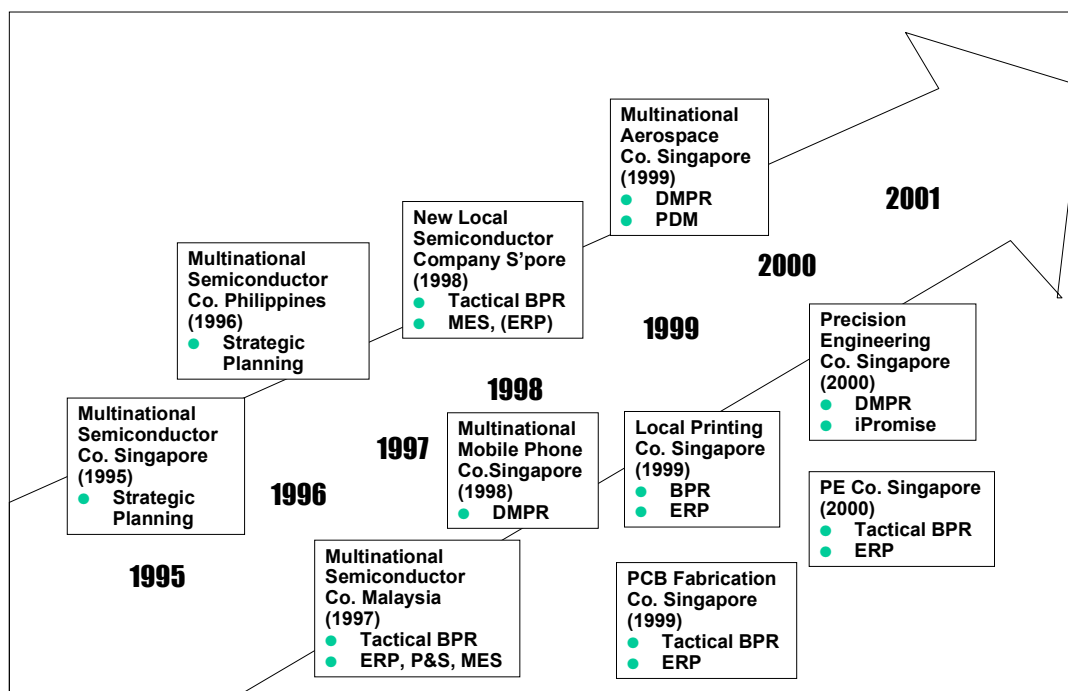 Multinational
Aerospace
Co. Singapore
(1999)
DMPR
PDM
2001
New Local
Semiconductor
Company S’pore
(1998)
Tactical BPR
MES, (ERP)
2000
Multinational
Semiconductor
Co. Philippines
(1996)
Strategic
Planning
1999
Precision
Engineering
Co. Singapore
(2000)
DMPR
iPromise
1998
Multinational
Semiconductor
Co. Singapore
(1995)
Strategic
Planning
1997
Multinational
Mobile Phone
Co.Singapore
(1998)
DMPR
Local Printing
Co. Singapore
(1999)
BPR
ERP
1996
PE Co. Singapore
(2000)
Tactical BPR
ERP
1995
Multinational
Semiconductor
Co. Malaysia
(1997)
Tactical BPR
ERP, P&S, MES
PCB Fabrication
Co. Singapore
(1999)
Tactical BPR
ERP